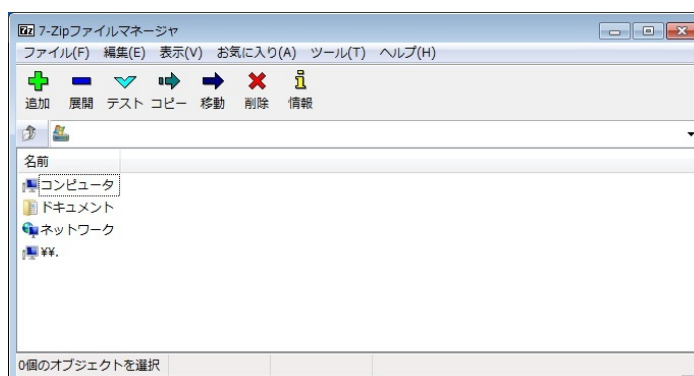 7-Zipファイルマネージャ
ファイル(F) 編集(E) 表示(V) お気に入り(A) ツール(T) ヘルプ(H)
追加 展開 テスト コピー 移動 削除 情報
名前
コンピュータ
ドキュメント
ネットワーク
¥¥.
0個のオブジェクトを選択